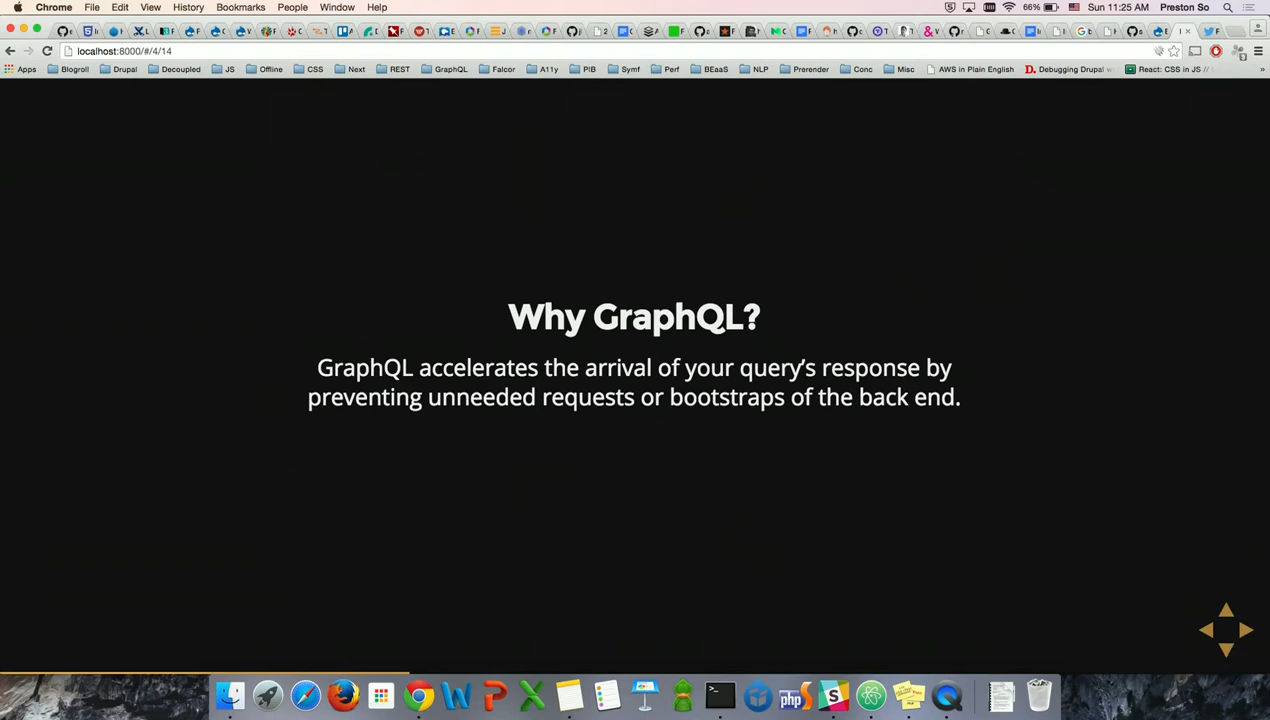 Chrome File Edit View History Bookmarks People Window Help 66% Sun 11:25 AM Preston So
localhost:8000/#/4/14
Apps Blogroll Drupal Decoupled JS Offline CSS Next REST GraphQL Falcor A11y PIB Symf Perf BEaaS NLP Prerender Conc Misc AWS in Plain English Debugging Drupal React: CSS in JS //
Why GraphQL?
GraphQL accelerates the arrival of your query’s response by
preventing unneeded requests or bootstraps of the back end.
php